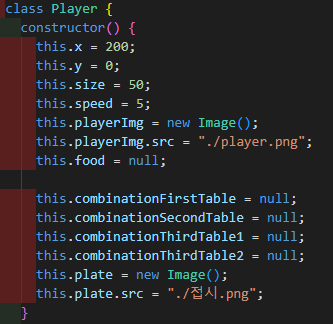 class Player {
constructor() {
this.x = 200;
this.y = 0;
this.size = 50;
this.speed = 5;
this.playerImg = new Image();
this.playerImg.src = "./player.png";
this.food = null;
this.combinationFirstTable = null;
this.combinationSecondTable = null;
this.combinationThirdTable1 = null;
this.combinationThirdTable2 = null;
this.plate = new Image();
this.plate.src = "./접시.png";
}